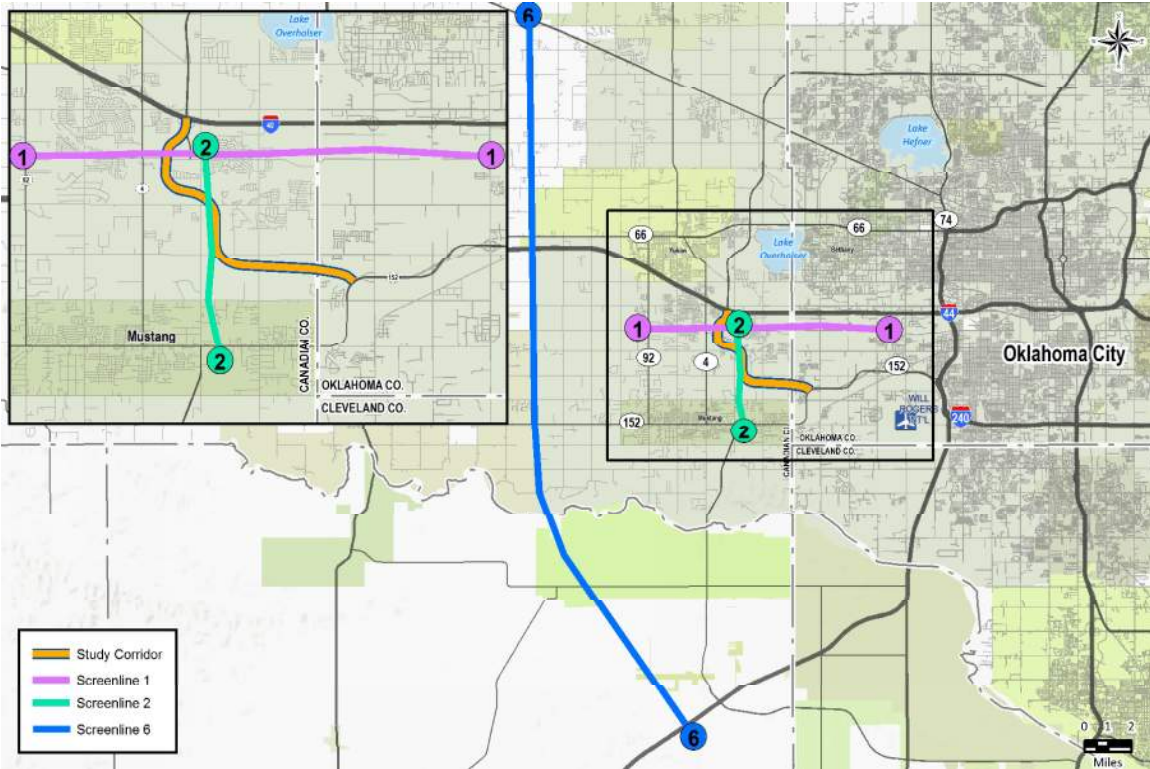 Lake
Overholser
40
1
1
2
92
4
152
Mustang
2
CANADIAN CO.
OKLAHOMA CO.
CLEVELAND CO.
6
Lake
Hefner
74
66
66
Yukon
Lake
Overholser
Bethany
44
1
2
1
92
4
152
Oklahoma City
WILL
ROGERS
INT'L
240
152
Mustang
2
OKLAHOMA CO.
CLEVELAND CO.
6
Study Corridor
Screenline 1
Screenline 2
Screenline 6
0 1 2
Miles